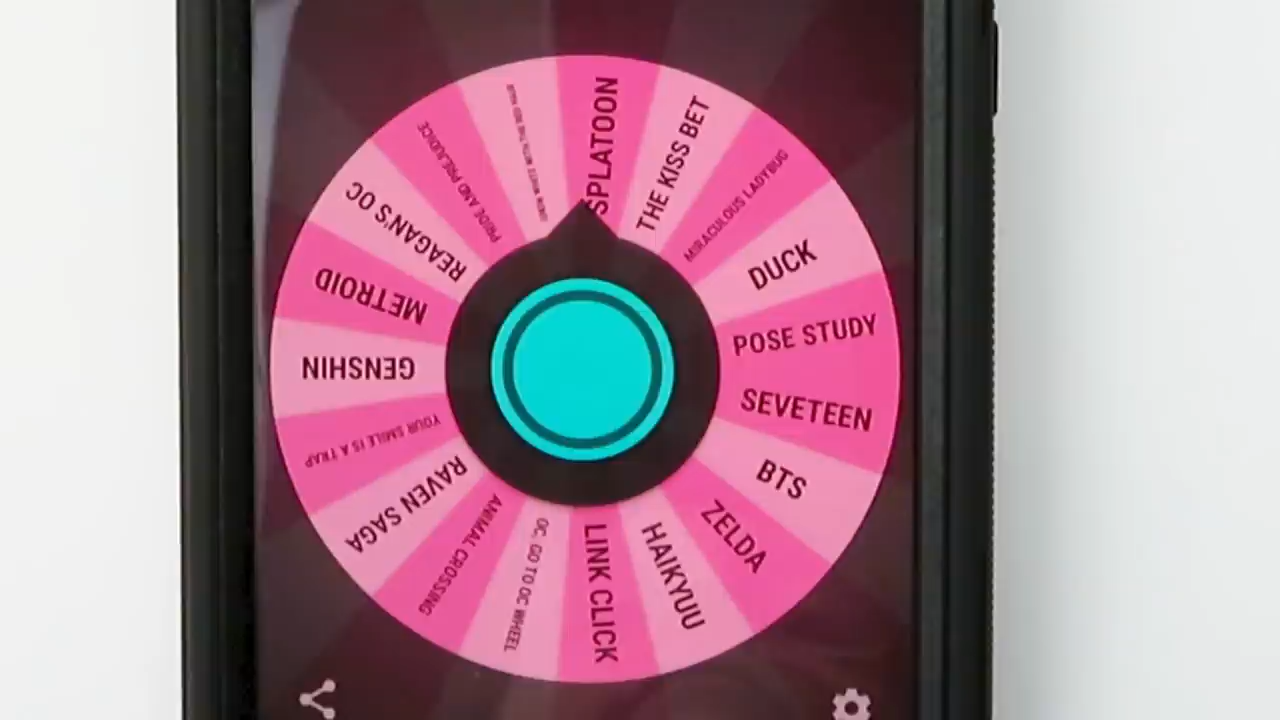 SPLATOON
THE KISS BET
MIRACULOUS LADYBUG
DUCK
POSE STUDY
SEVETEEN
BTS
ZELDA
HAIKYUU
LINK CLICK
OC, GO TO OC WHEEL
ANIMAL CROSSING
RAVEN SAGA
YOUR SMILE IS A TRAP
GENSHIN
METROID
REAGAN'S OC
PRIDE AND PREJUDICE